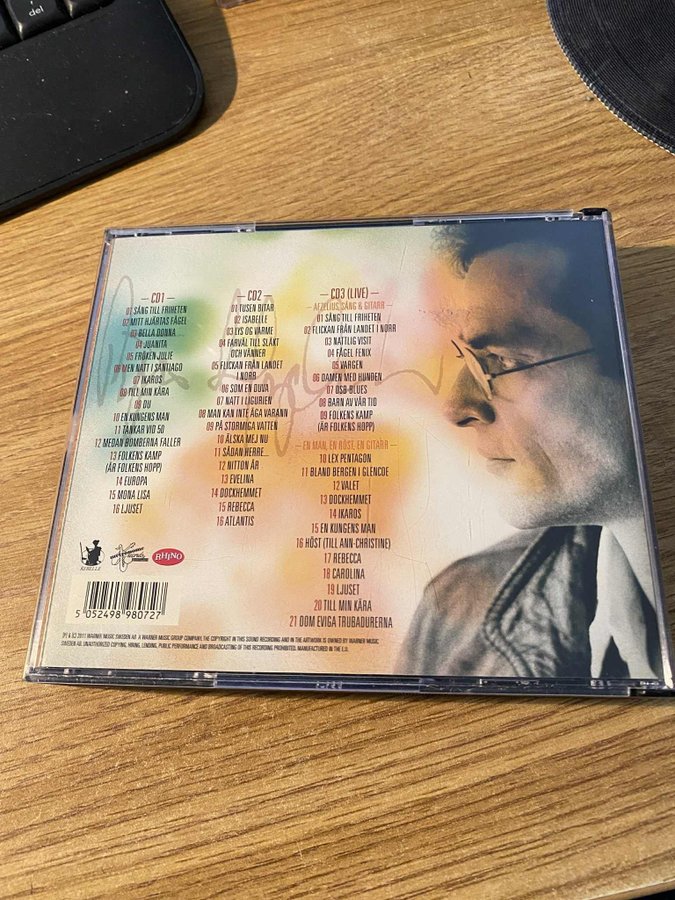 del
— CD1 —
01 SÅNG TILL FRIHETEN
02 MITT HJÄRTAS FÅGEL
03 BELLA DONNA
04 JUANITA
05 FRÖKEN JULIE
06 MEN NATT I SANTIAGO
07 IKAROS
08 TILL MIN KÄRA
09 DU
10 EN KUNGENS MAN
11 TANKAR VID 50
12 MEDAN BOMBERNA FALLER
13 FOLKENS KAMP
(ÄR FOLKENS HOPP)
14 EUROPA
15 MONA LISA
16 LJUSET
— CD2 —
01 TUSEN BITAR
02 ISABELLE
03 LYS OG VARME
04 FARVÄL TILL SLÄKT
OCH VÄNNER
05 FLICKAN FRÅN LANDET
I NORR
06 SOM EN DUVA
07 NATT I LIGURIEN
08 MAN KAN INTE ÄGA VARANN
09 PÅ STORMIGA VATTEN
10 ÄLSKA MEJ NU
11 SÅDAN HERRE...
12 NITTON ÅR
13 EVELINA
14 DOCKHEMMET
15 REBECCA
16 ATLANTIS
— CD3 (LIVE) —
AFZELIUS, SÅNG & GITARR
01 SÅNG TILL FRIHETEN
02 FLICKAN FRÅN LANDET I NORR
03 NATTLIG VISIT
04 FÅGEL FENIX
05 VARGEN
06 DAMEN MED HUNDEN
07 DSB-BLUES
08 BARN AV VÅR TID
09 FOLKENS KAMP
(ÄR FOLKENS HOPP)
— EN MAN, EN RÖST, EN GITARR —
10 LEX PENTAGON
11 BLAND BERGEN I GLENCOE
12 VALET
13 DOCKHEMMET
14 IKAROS
15 EN KUNGENS MAN
16 HÖST (TILL ANN-CHRISTINE)
17 REBECCA
18 CAROLINA
19 LJUSET
20 TILL MIN KÄRA
21 DOM EVIGA TRUBADURERNA
REBELLE
RHINO
5 052498 980727
(P) & (C) 2011 WARNER MUSIC SWEDEN AB. A WARNER MUSIC GROUP COMPANY, THE COPYRIGHT IN THIS SOUND RECORDING AND IN THE ARTWORK IS OWNED BY WARNER MUSIC
SWEDEN AB. UNAUTHORIZED COPYING, HIRING, LENDING, PUBLIC PERFORMANCE AND BROADCASTING OF THIS RECORDING PROHIBITED. MANUFACTURED IN THE E.U.